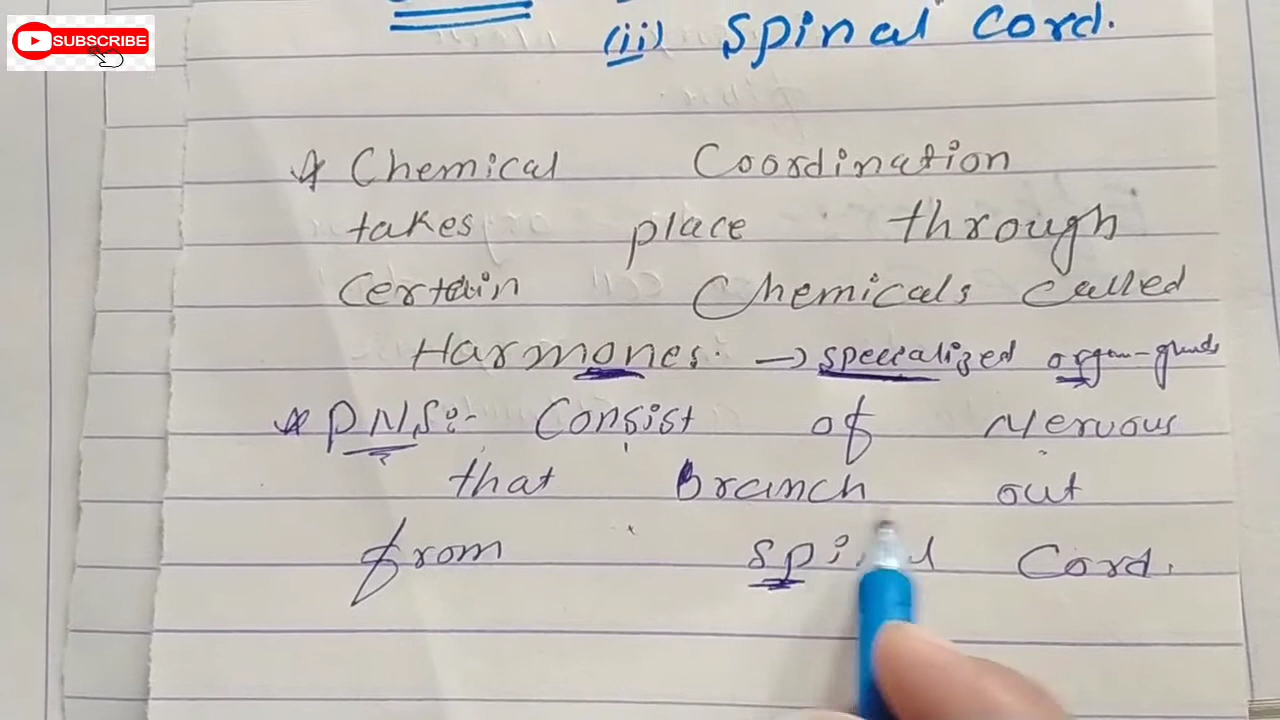 SUBSCRIBE
(ii) Spinal Cord.
Chemical Coordination
takes place through
Certain Chemicals called
Harmones. → specialized organ-glands
PNS:- Consist of Nervous
that Branch out
from spinal Cord.